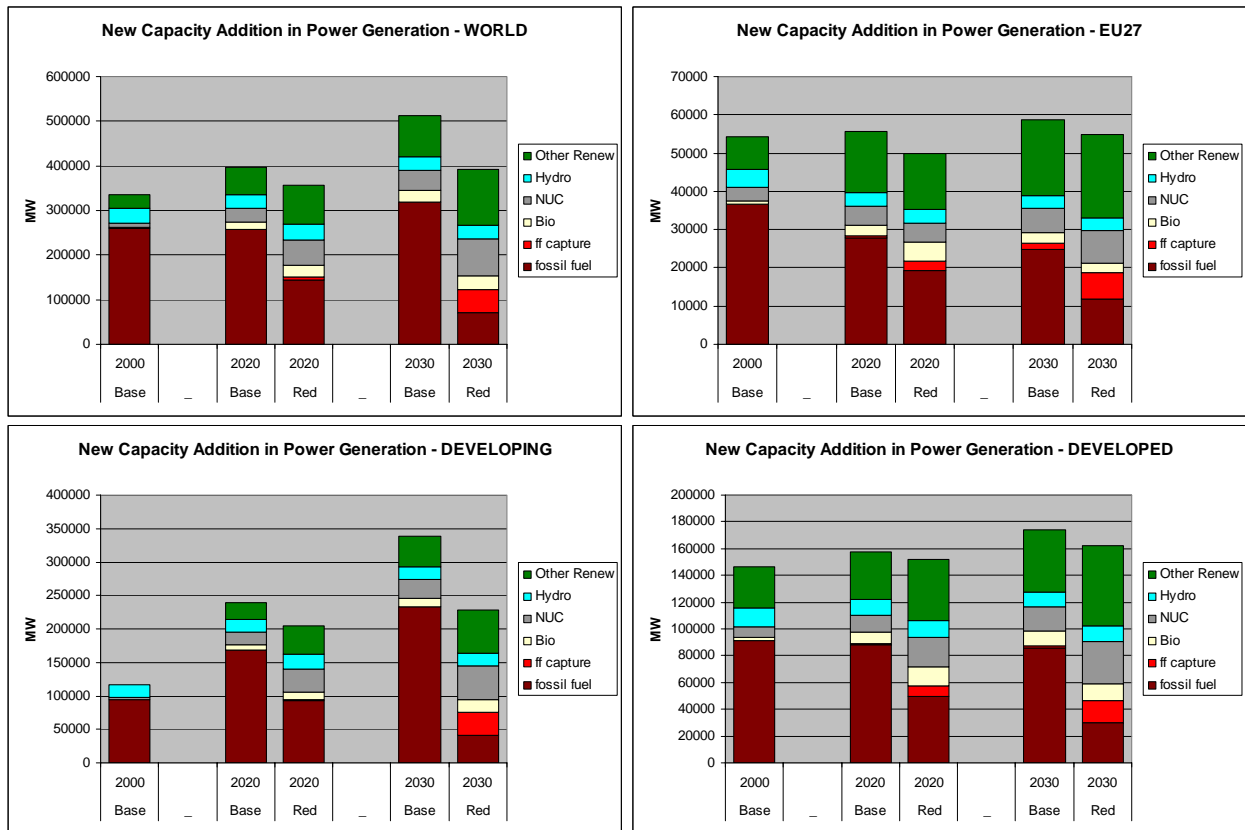 New Capacity Addition in Power Generation - WORLD
600000
500000
400000
300000
200000
100000
0
MW
2000 2020 2020 2030 2030
Base _ Base Red _ Base Red
Other Renew
Hydro
NUC
Bio
ff capture
fossil fuel
New Capacity Addition in Power Generation - EU27
70000
60000
50000
40000
30000
20000
10000
0
MW
2000 2020 2020 2030 2030
Base _ Base Red _ Base Red
Other Renew
Hydro
NUC
Bio
ff capture
fossil fuel
New Capacity Addition in Power Generation - DEVELOPING
400000
350000
300000
250000
200000
150000
100000
50000
0
MW
2000 2020 2020 2030 2030
Base _ Base Red _ Base Red
Other Renew
Hydro
NUC
Bio
ff capture
fossil fuel
New Capacity Addition in Power Generation - DEVELOPED
200000
180000
160000
140000
120000
100000
80000
60000
40000
20000
0
MW
2000 2020 2020 2030 2030
Base _ Base Red _ Base Red
Other Renew
Hydro
NUC
Bio
ff capture
fossil fuel